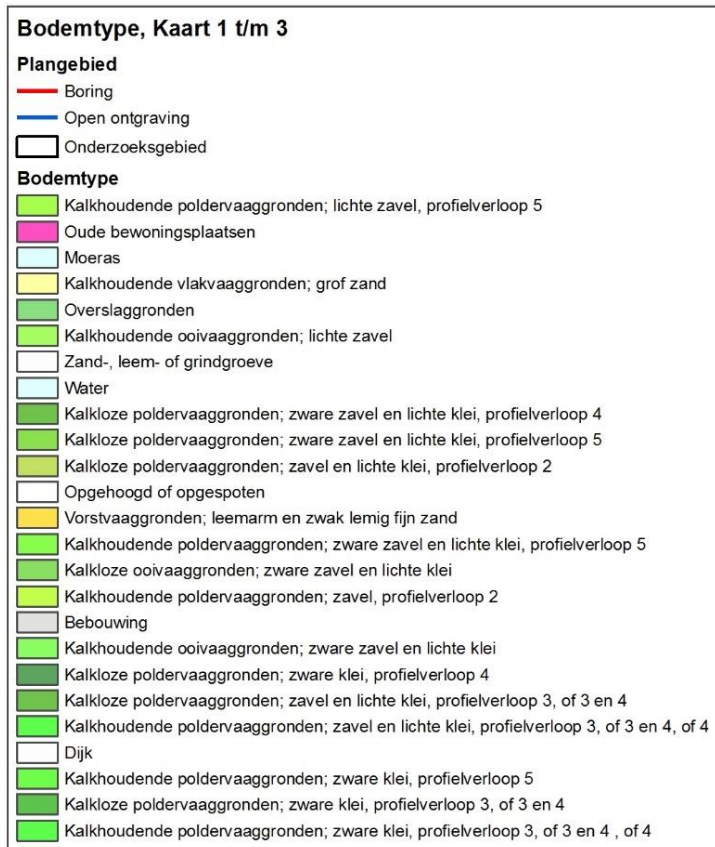 Bodemtype, Kaart 1 t/m 3
Plangebied
Boring
Open ontgraving
Onderzoeksgebied
Bodemtype
Kalkhoudende poldervaaggronden; lichte zavel, profielverloop 5
Oude bewoningsplaatsen
Moeras
Kalkhoudende vlakvaaggronden; grof zand
Overslaggronden
Kalkhoudende ooivaaggronden; lichte zavel
Zand-, leem- of grindgroeve
Water
Kalkloze poldervaaggronden; zware zavel en lichte klei, profielverloop 4
Kalkloze poldervaaggronden; zware zavel en lichte klei, profielverloop 5
Kalkloze poldervaaggronden; zavel en lichte klei, profielverloop 2
Opgehoogd of opgespoten
Vorstvaaggronden; leemarm en zwak lemig fijn zand
Kalkhoudende poldervaaggronden; zware zavel en lichte klei, profielverloop 5
Kalkloze ooivaaggronden; zware zavel en lichte klei
Kalkhoudende poldervaaggronden; zavel, profielverloop 2
Bebouwing
Kalkhoudende ooivaaggronden; zware zavel en lichte klei
Kalkloze poldervaaggronden; zware klei, profielverloop 4
Kalkloze poldervaaggronden; zavel en lichte klei, profielverloop 3, of 3 en 4
Kalkhoudende poldervaaggronden; zavel en lichte klei, profielverloop 3, of 3 en 4, of 4
Dijk
Kalkhoudende poldervaaggronden; zware klei, profielverloop 5
Kalkloze poldervaaggronden; zware klei, profielverloop 3, of 3 en 4
Kalkhoudende poldervaaggronden; zware klei, profielverloop 3, of 3 en 4 , of 4